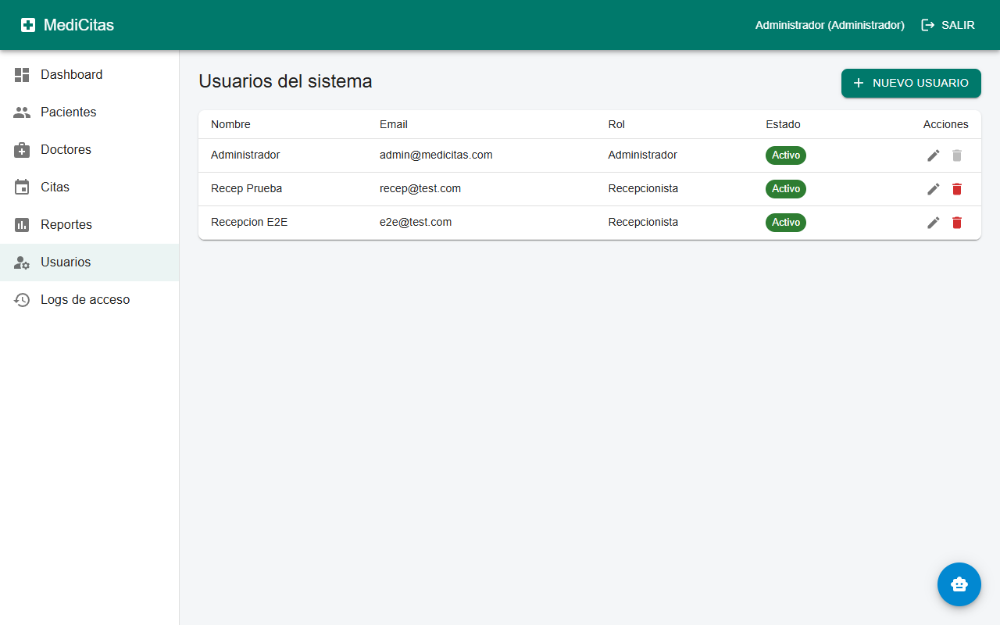 MediCitas
Administrador (Administrador) SALIR
Dashboard
Pacientes
Doctores
Citas
Reportes
Usuarios
Logs de acceso
Usuarios del sistema
NUEVO USUARIO
Nombre Email Rol Estado Acciones
Administrador admin@medicitas.com Administrador Activo
Recep Prueba recep@test.com Recepcionista Activo
Recepcion E2E e2e@test.com Recepcionista Activo